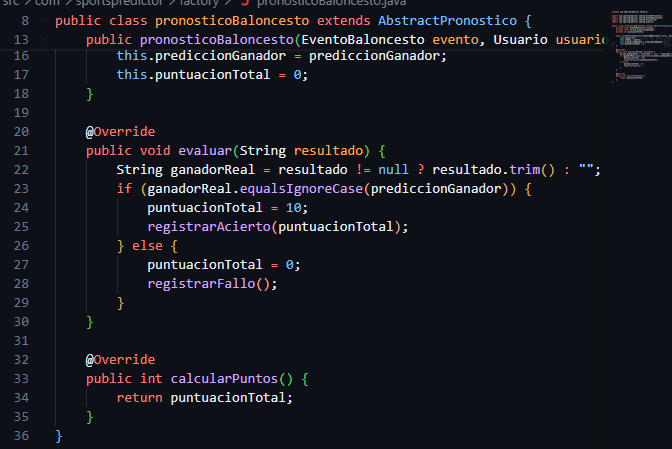 src > com > sportspredictor > factory > pronosticoBaloncesto.java
8 public class pronosticoBaloncesto extends AbstractPronostico {
13 public pronosticoBaloncesto(EventoBaloncesto evento, Usuario usuario
16 this.prediccionGanador = prediccionGanador;
17 this.puntuacionTotal = 0;
18 }
19
20 @Override
21 public void evaluar(String resultado) {
22 String ganadorReal = resultado != null ? resultado.trim() : "";
23 if (ganadorReal.equalsIgnoreCase(prediccionGanador)) {
24 puntuacionTotal = 10;
25 registrarAcierto(puntuacionTotal);
26 } else {
27 puntuacionTotal = 0;
28 registrarFallo();
29 }
30 }
31
32 @Override
33 public int calcularPuntos() {
34 return puntuacionTotal;
35 }
36 }